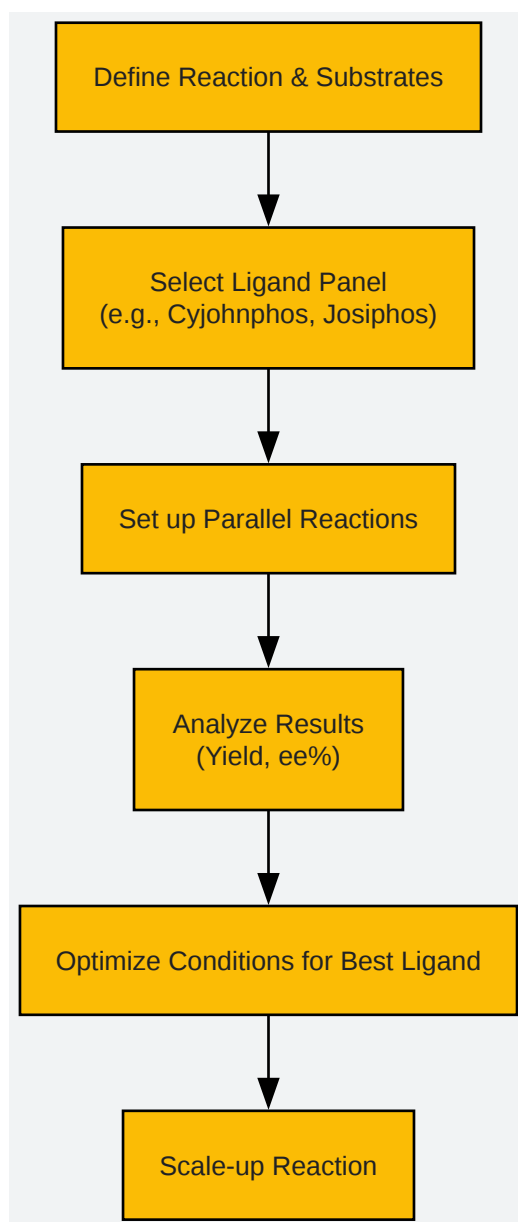 Define Reaction & Substrates
Select Ligand Panel
(e.g., Cyjohnphos, Josiphos)
Set up Parallel Reactions
Analyze Results
(Yield, ee%)
Optimize Conditions for Best Ligand
Scale-up Reaction